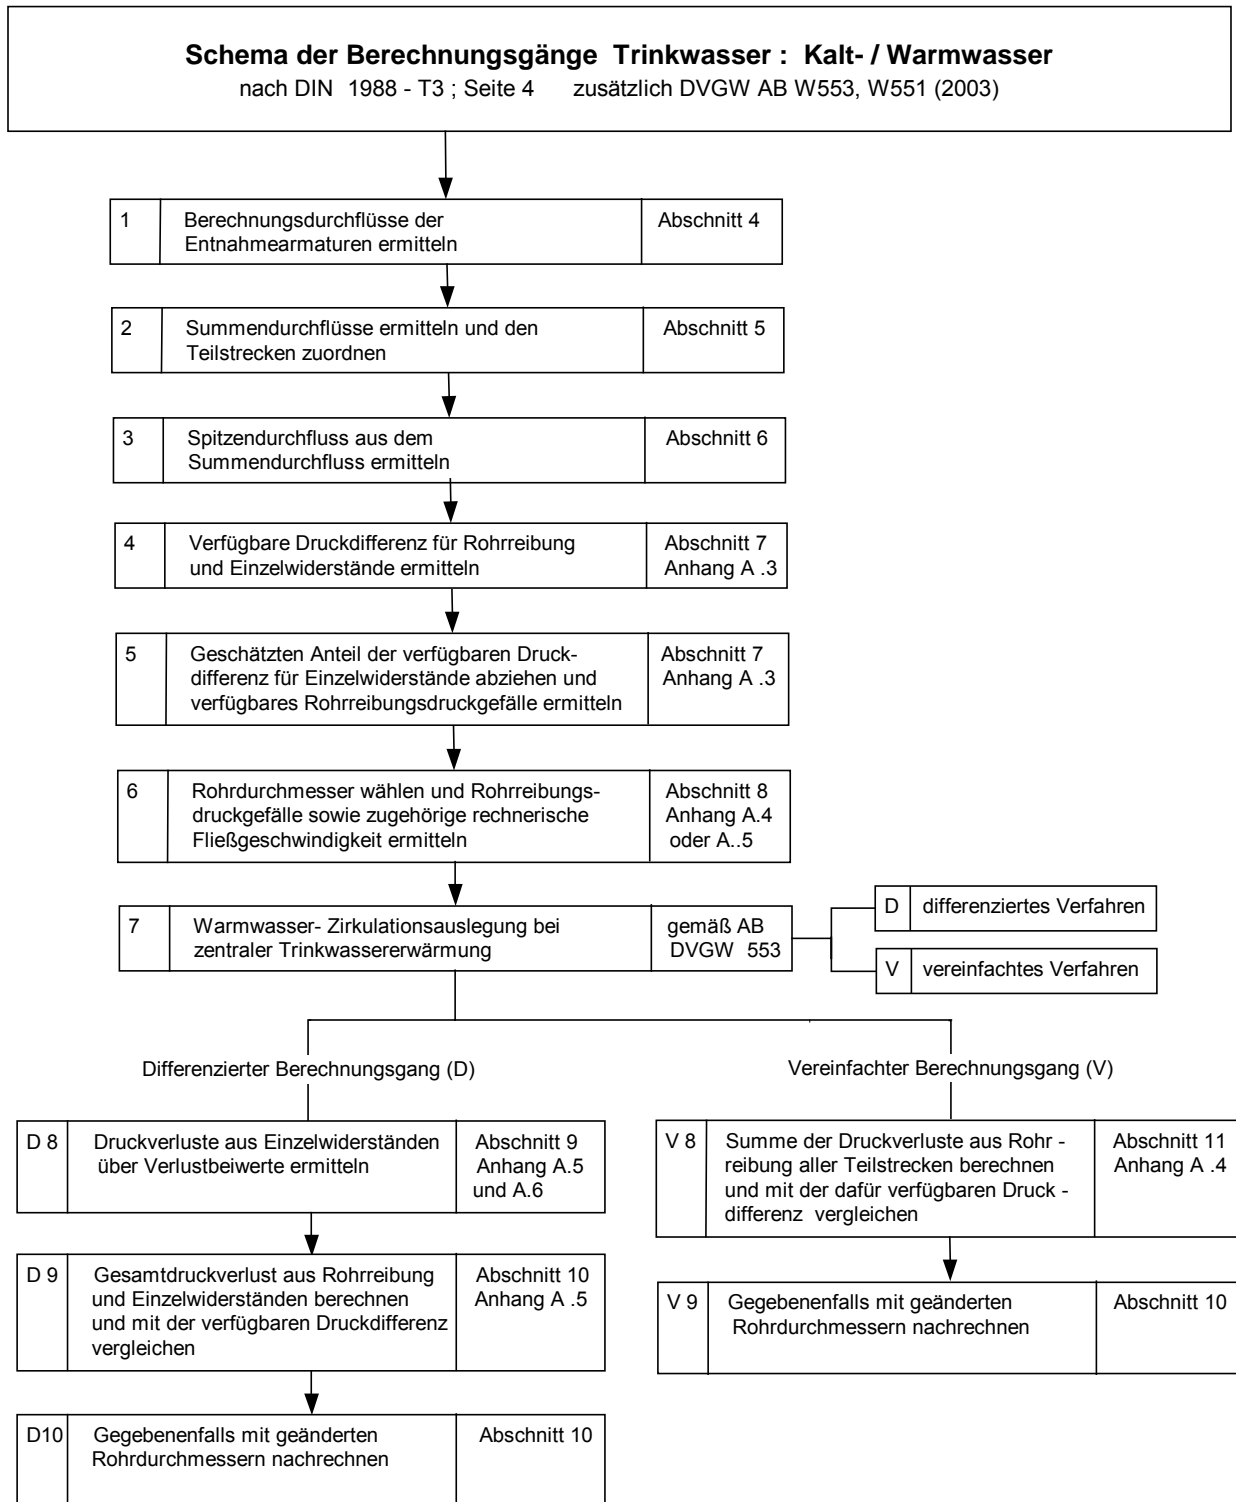 Schema der Berechnungsgänge Trinkwasser : Kalt- / Warmwasser
nach DIN 1988 - T3 ; Seite 4 zusätzlich DVGW AB W553, W551 (2003)
1
Berechnungsdurchflüsse der
Entnahmearmaturen ermitteln
Abschnitt 4
2
Summendurchflüsse ermitteln und den
Teilstrecken zuordnen
Abschnitt 5
3
Spitzendurchfluss aus dem
Summendurchfluss ermitteln
Abschnitt 6
4
Verfügbare Druckdifferenz für Rohrreibung
und Einzelwiderstände ermitteln
Abschnitt 7
Anhang A .3
5
Geschätzten Anteil der verfügbaren Druck-
differenz für Einzelwiderstände abziehen und
verfügbares Rohrreibungsdruckgefälle ermitteln
Abschnitt 7
Anhang A .3
6
Rohrdurchmesser wählen und Rohrreibungs-
druckgefälle sowie zugehörige rechnerische
Fließgeschwindigkeit ermitteln
Abschnitt 8
Anhang A.4
oder A..5
7
Warmwasser- Zirkulationsauslegung bei
zentraler Trinkwassererwärmung
gemäß AB
DVGW 553
D differenziertes Verfahren
V vereinfachtes Verfahren
Differenzierter Berechnungsgang (D)
D 8
Druckverluste aus Einzelwiderständen
über Verlustbeiwerte ermitteln
Abschnitt 9
Anhang A.5
und A.6
D 9
Gesamtdruckverlust aus Rohrreibung
und Einzelwiderständen berechnen
und mit der verfügbaren Druckdifferenz
vergleichen
Abschnitt 10
Anhang A .5
D10
Gegebenenfalls mit geänderten
Rohrdurchmessern nachrechnen
Abschnitt 10
Vereinfachter Berechnungsgang (V)
V 8
Summe der Druckverluste aus Rohr -
reibung aller Teilstrecken berechnen
und mit der dafür verfügbaren Druck -
differenz vergleichen
Abschnitt 11
Anhang A .4
V 9
Gegebenenfalls mit geänderten
Rohrdurchmessern nachrechnen
Abschnitt 10